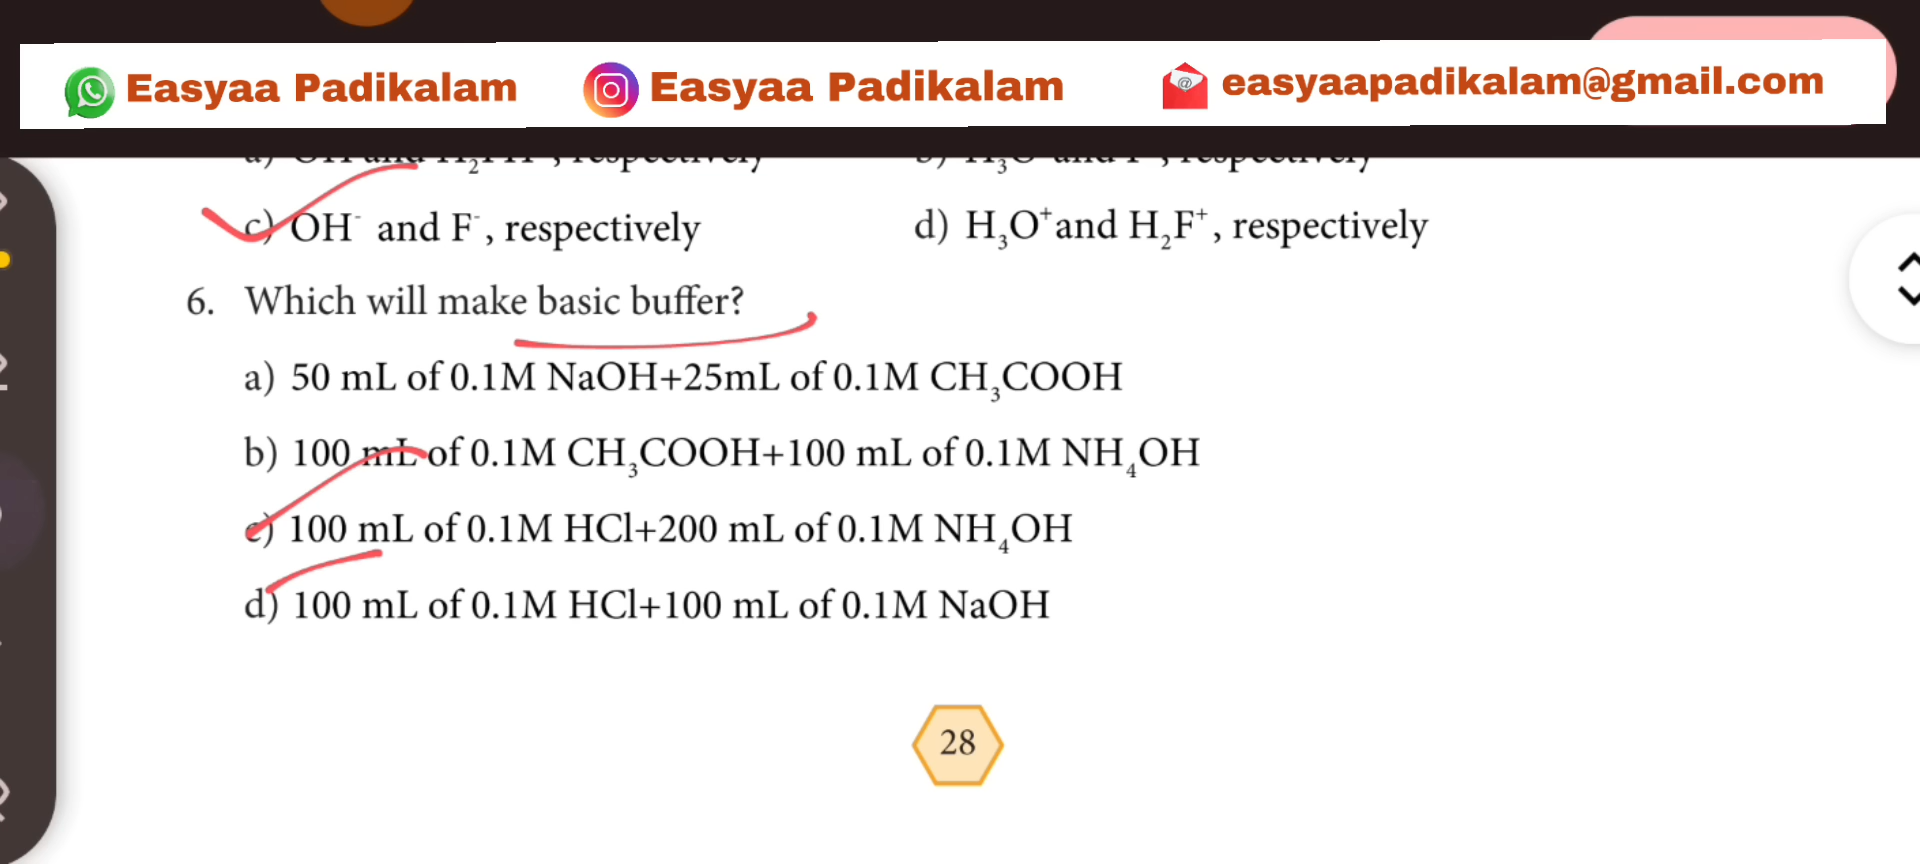 Easyaa Padikalam Easyaa Padikalam easyaapadikalam@gmail.com
c) OH⁻ and F⁻, respectively d) H₃O⁺and H₂F⁺, respectively
6. Which will make basic buffer?
a) 50 mL of 0.1M NaOH+25mL of 0.1M CH₃COOH
b) 100 mL of 0.1M CH₃COOH+100 mL of 0.1M NH₄OH
c) 100 mL of 0.1M HCl+200 mL of 0.1M NH₄OH
d) 100 mL of 0.1M HCl+100 mL of 0.1M NaOH
28